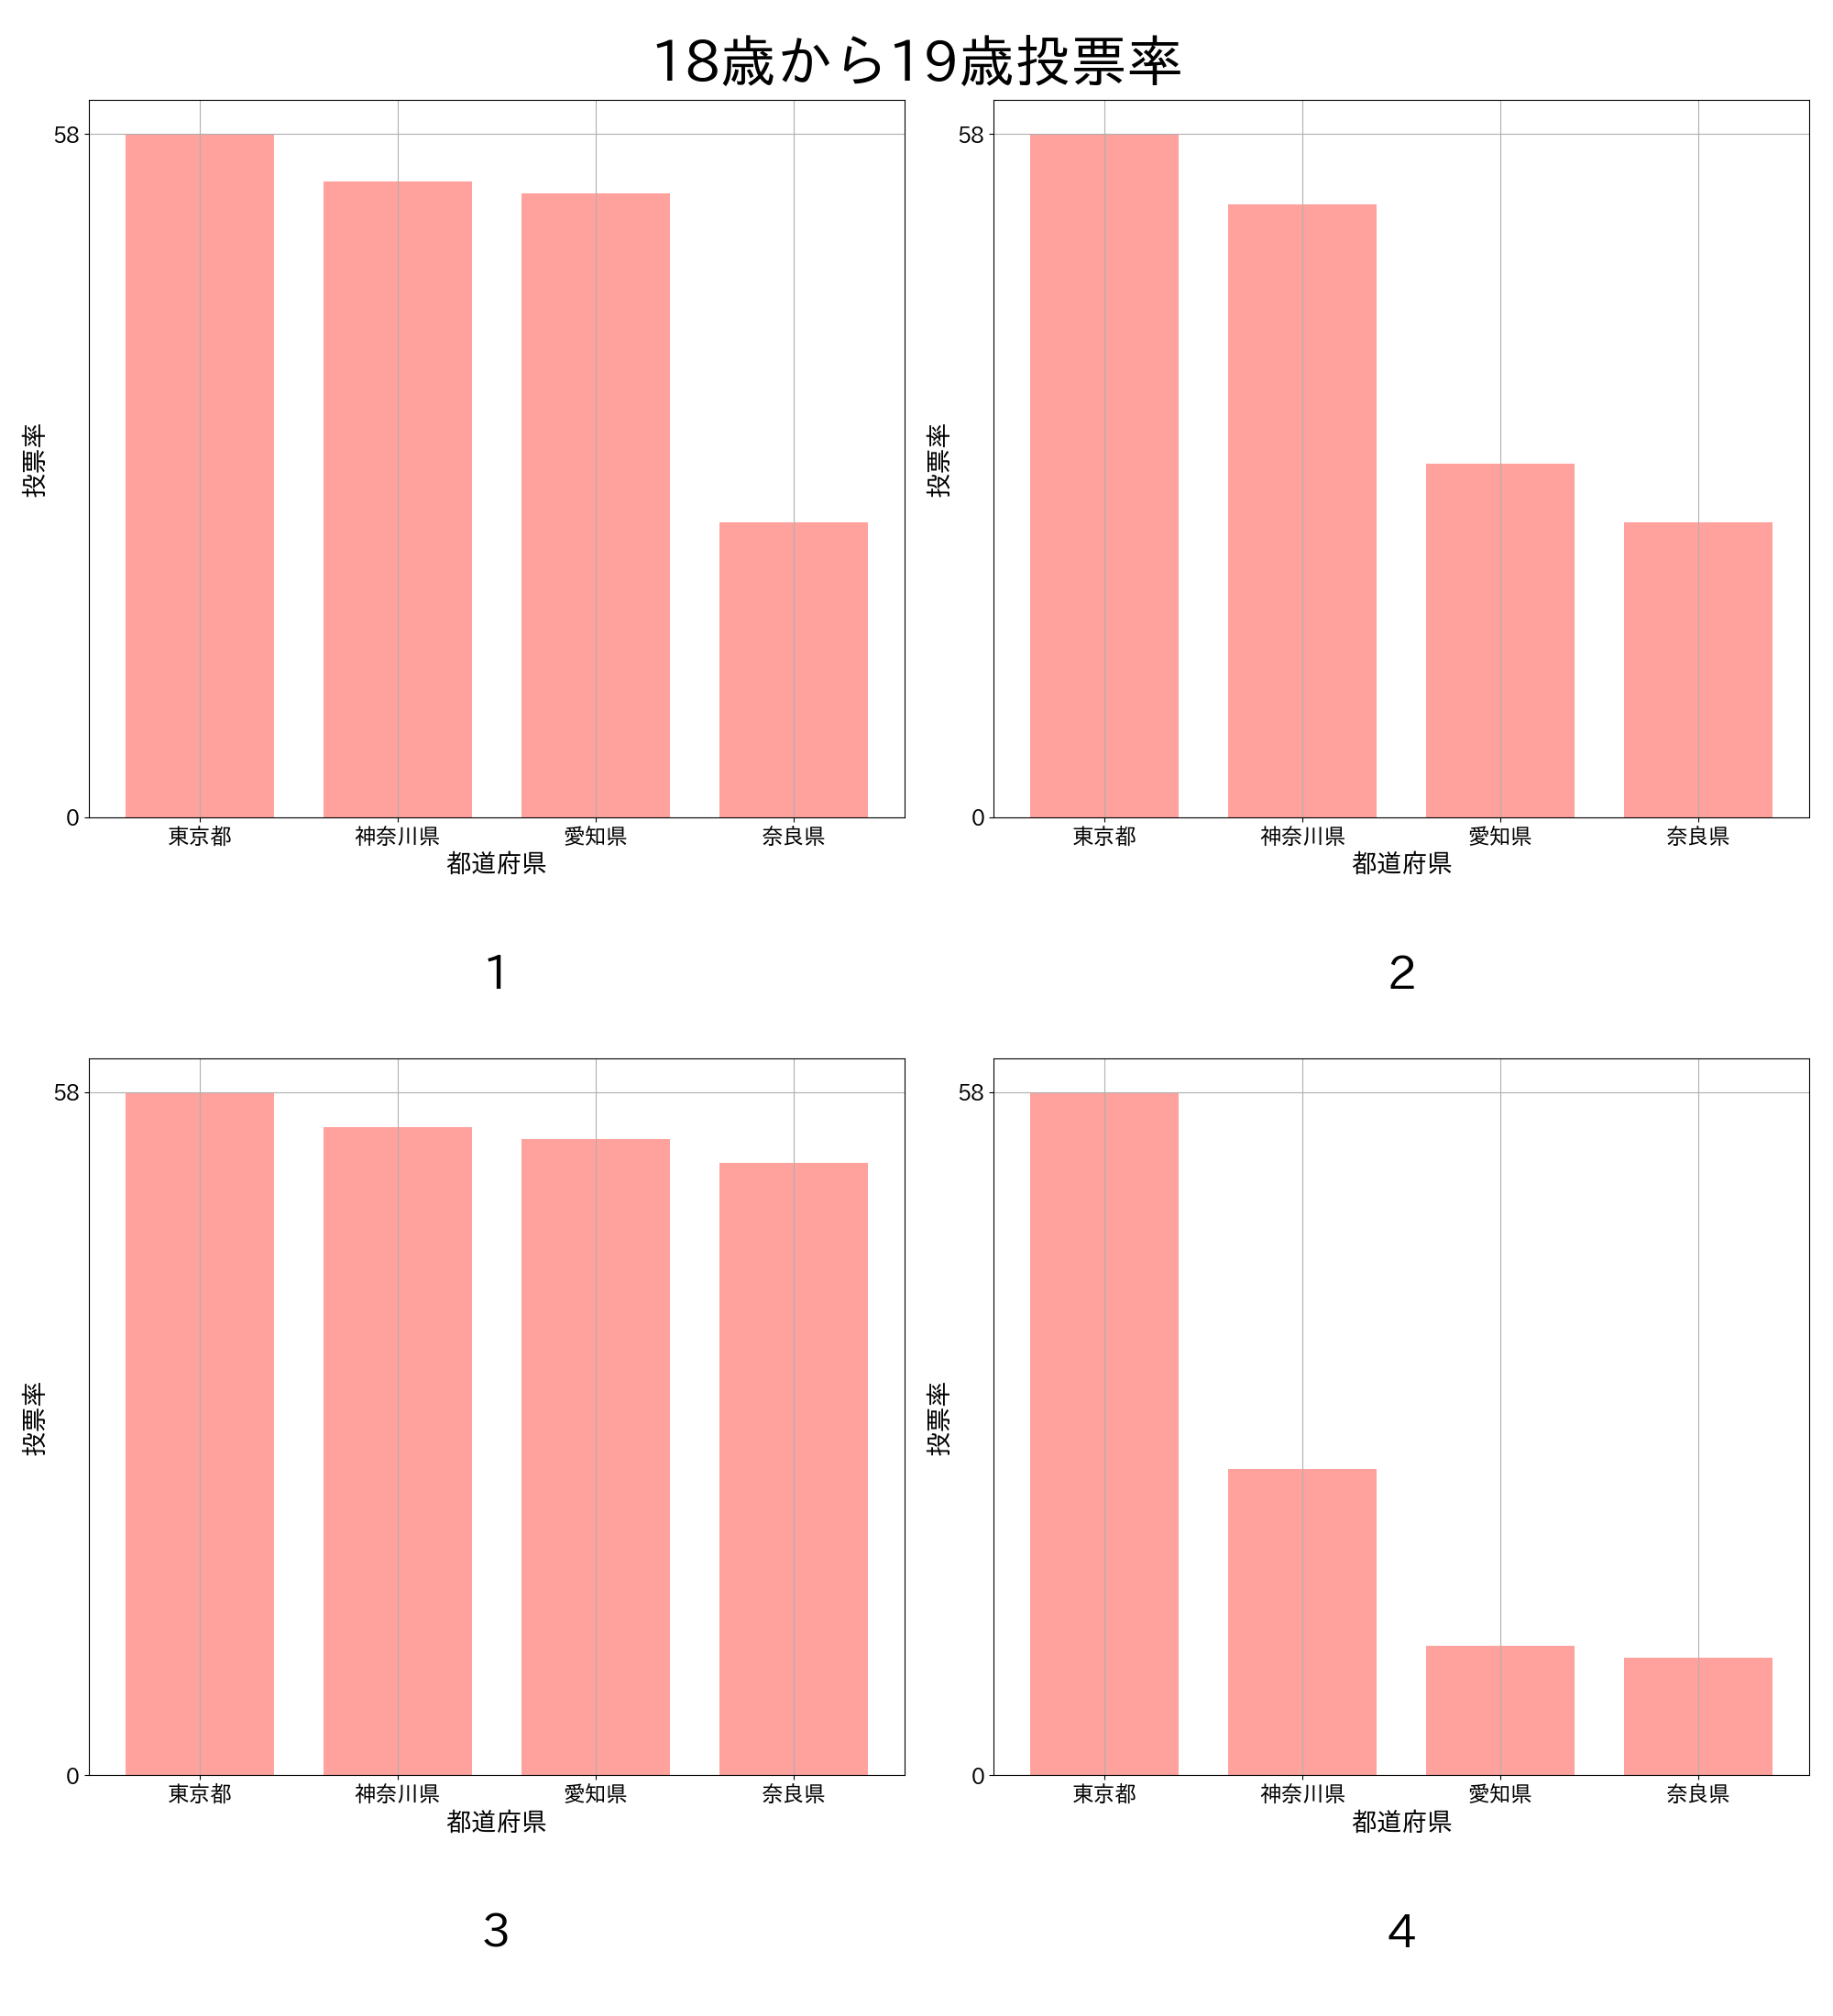 18歳から19歳投票率
58
0
投票率
東京都 神奈川県 愛知県 奈良県
都道府県
1
58
0
投票率
東京都 神奈川県 愛知県 奈良県
都道府県
2
58
0
投票率
東京都 神奈川県 愛知県 奈良県
都道府県
3
58
0
投票率
東京都 神奈川県 愛知県 奈良県
都道府県
4